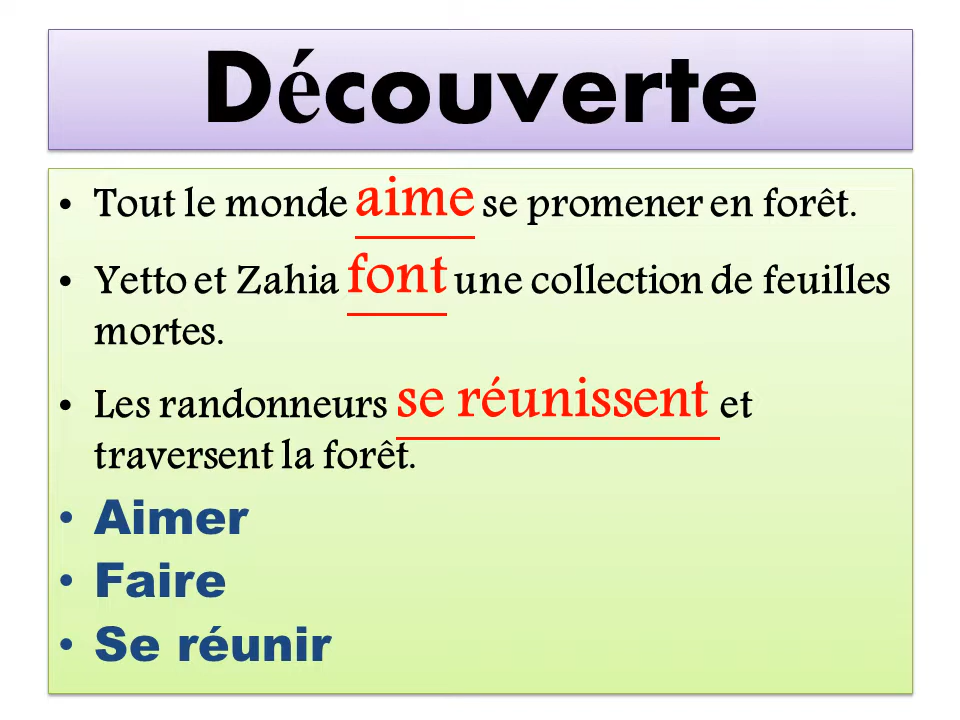 Découverte
• Tout le monde aime se promener en forêt.
• Yetto et Zahia font une collection de feuilles
mortes.
• Les randonneurs se réunissent et
traversent la forêt.
• Aimer
• Faire
• Se réunir